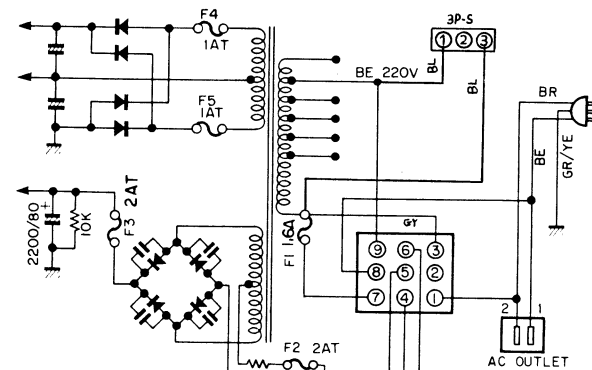 F4
1AT
3P-S
1 2 3
BE 220V
BL
BL
BR
BE
GR/YE
F5
1AT
2AT
F3
2200/80
+
10K
F1 1.6A
GY
9 6 3
8 5 2
7 4 1
2 1
AC OUTLET
F2 2AT